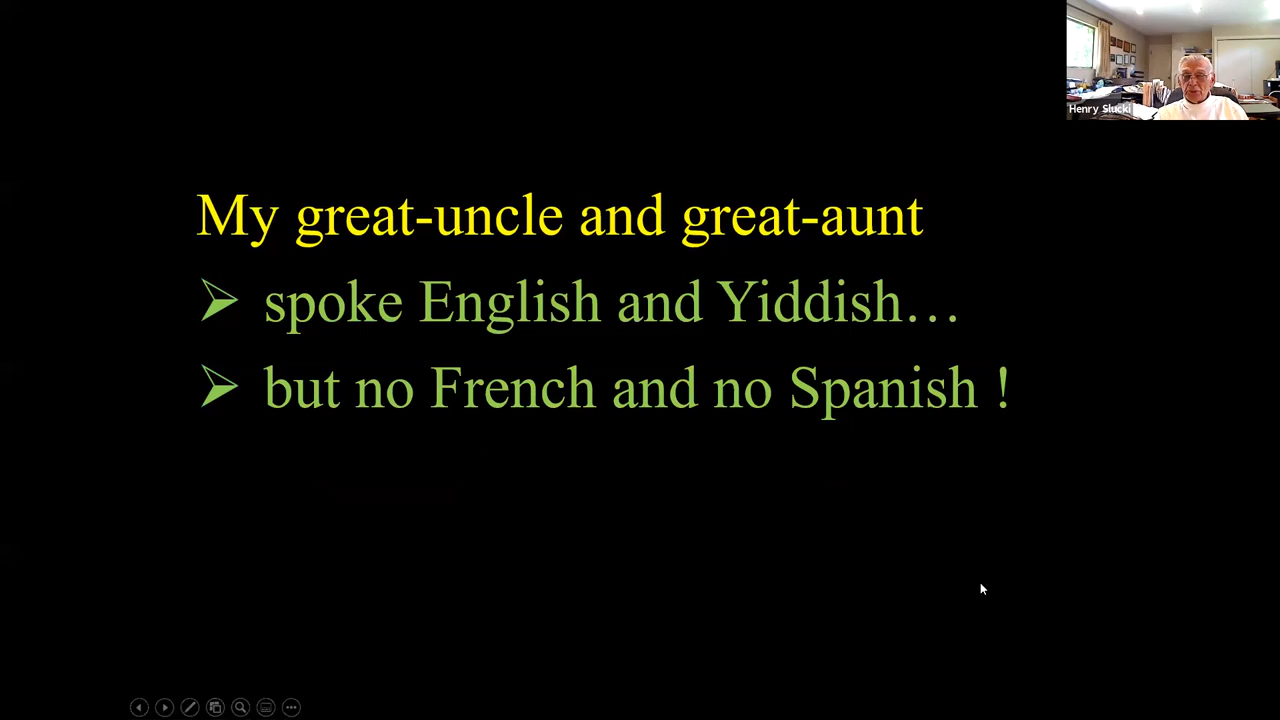 Henry Slucki
My great-uncle and great-aunt
➢ spoke English and Yiddish…
➢ but no French and no Spanish !